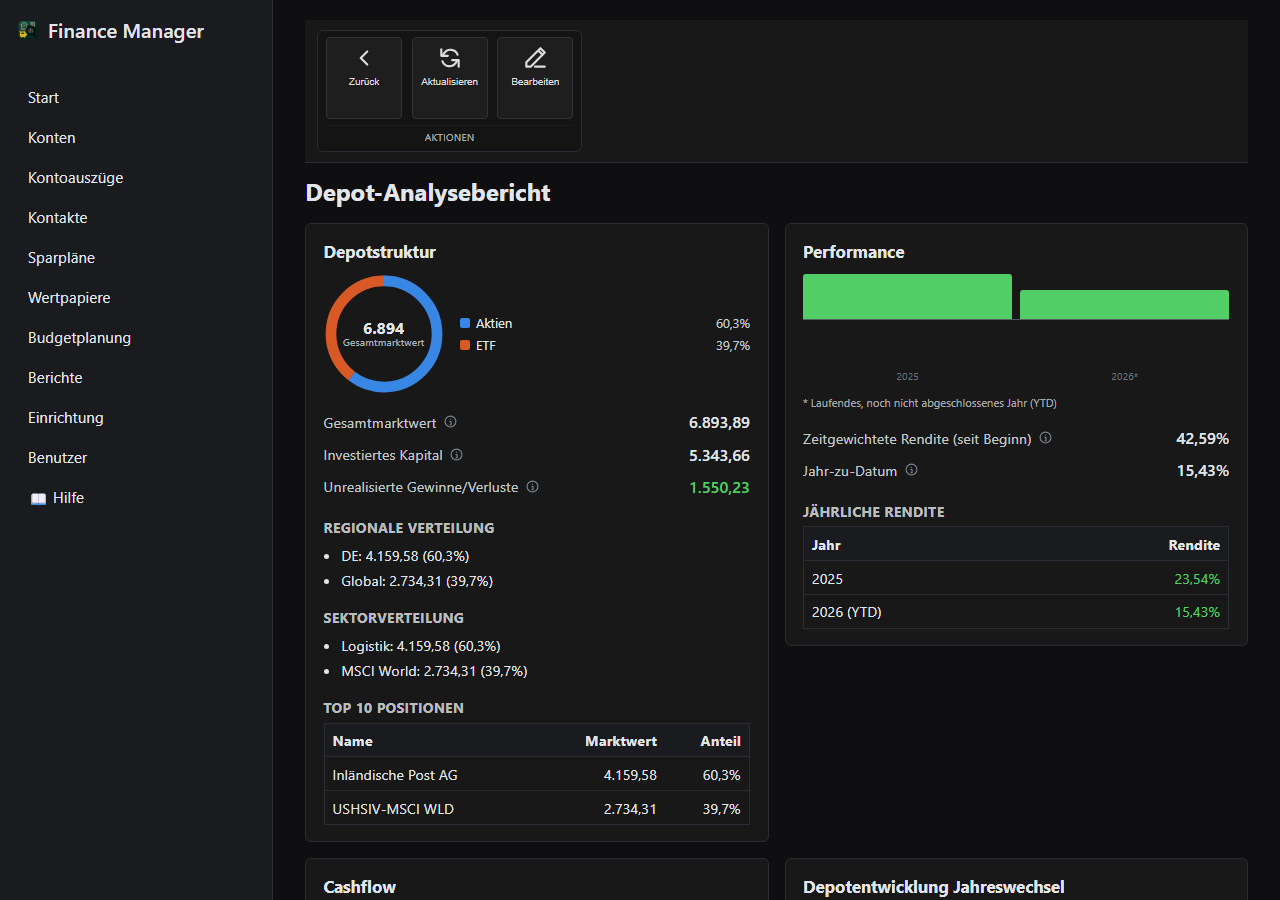 Finance Manager
Start
Konten
Kontoauszüge
Kontakte
Sparpläne
Wertpapiere
Budgetplanung
Berichte
Einrichtung
Benutzer
Hilfe
Zurück
Aktualisieren
Bearbeiten
AKTIONEN
Depot-Analysebericht
Depotstruktur
6.894
Gesamtmarktwert
Aktien 60,3%
ETF 39,7%
Gesamtmarktwert 6.893,89
Investiertes Kapital 5.343,66
Unrealisierte Gewinne/Verluste 1.550,23
REGIONALE VERTEILUNG
• DE: 4.159,58 (60,3%)
• Global: 2.734,31 (39,7%)
SEKTORVERTEILUNG
• Logistik: 4.159,58 (60,3%)
• MSCI World: 2.734,31 (39,7%)
TOP 10 POSITIONEN
Name Marktwert Anteil
Inländische Post AG 4.159,58 60,3%
USHSIV-MSCI WLD 2.734,31 39,7%
Performance
2025 2026*
* Laufendes, noch nicht abgeschlossenes Jahr (YTD)
Zeitgewichtete Rendite (seit Beginn) 42,59%
Jahr-zu-Datum 15,43%
JÄHRLICHE RENDITE
Jahr Rendite
2025 23,54%
2026 (YTD) 15,43%
Cashflow
Depotentwicklung Jahreswechsel